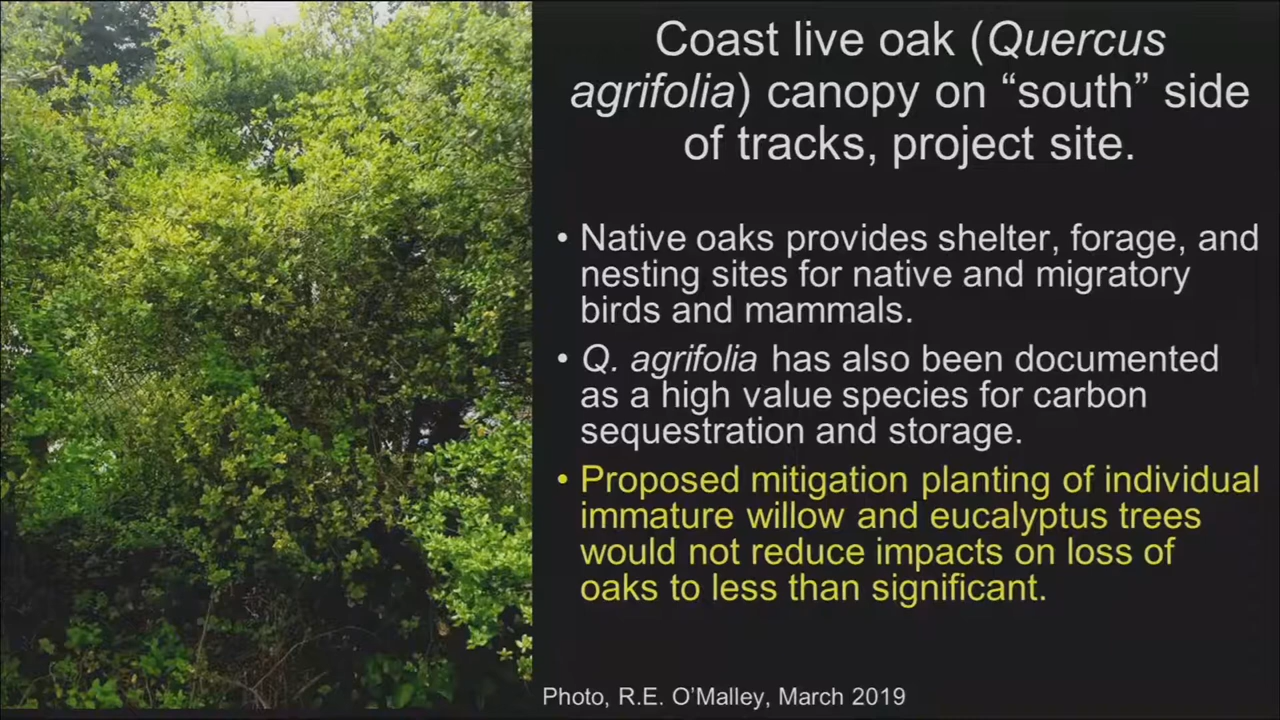 Coast live oak (Quercus
agrifolia) canopy on “south” side
of tracks, project site.
• Native oaks provides shelter, forage, and
nesting sites for native and migratory
birds and mammals.
• Q. agrifolia has also been documented
as a high value species for carbon
sequestration and storage.
• Proposed mitigation planting of individual
immature willow and eucalyptus trees
would not reduce impacts on loss of
oaks to less than significant.
Photo, R.E. O’Malley, March 2019